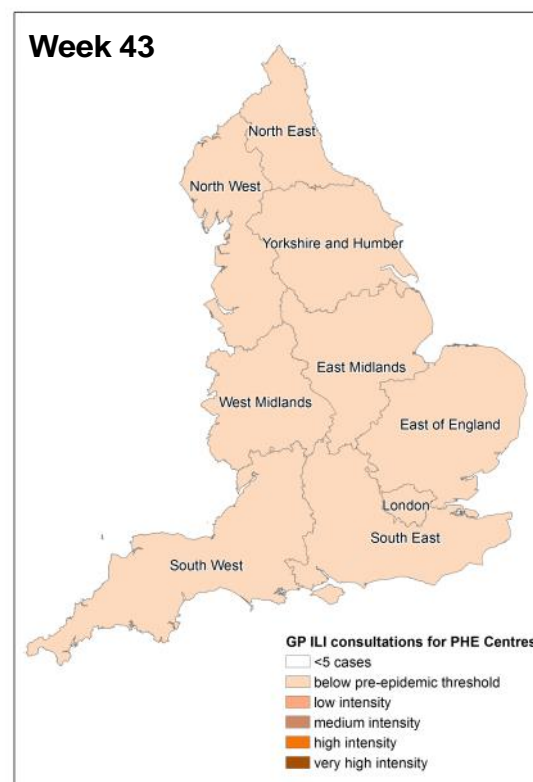 Week 43
North East
North West
Yorkshire and Humber
East Midlands
West Midlands
East of England
London
South East
South West
GP ILI consultations for PHE Centres
<5 cases
below pre-epidemic threshold
low intensity
medium intensity
high intensity
very high intensity